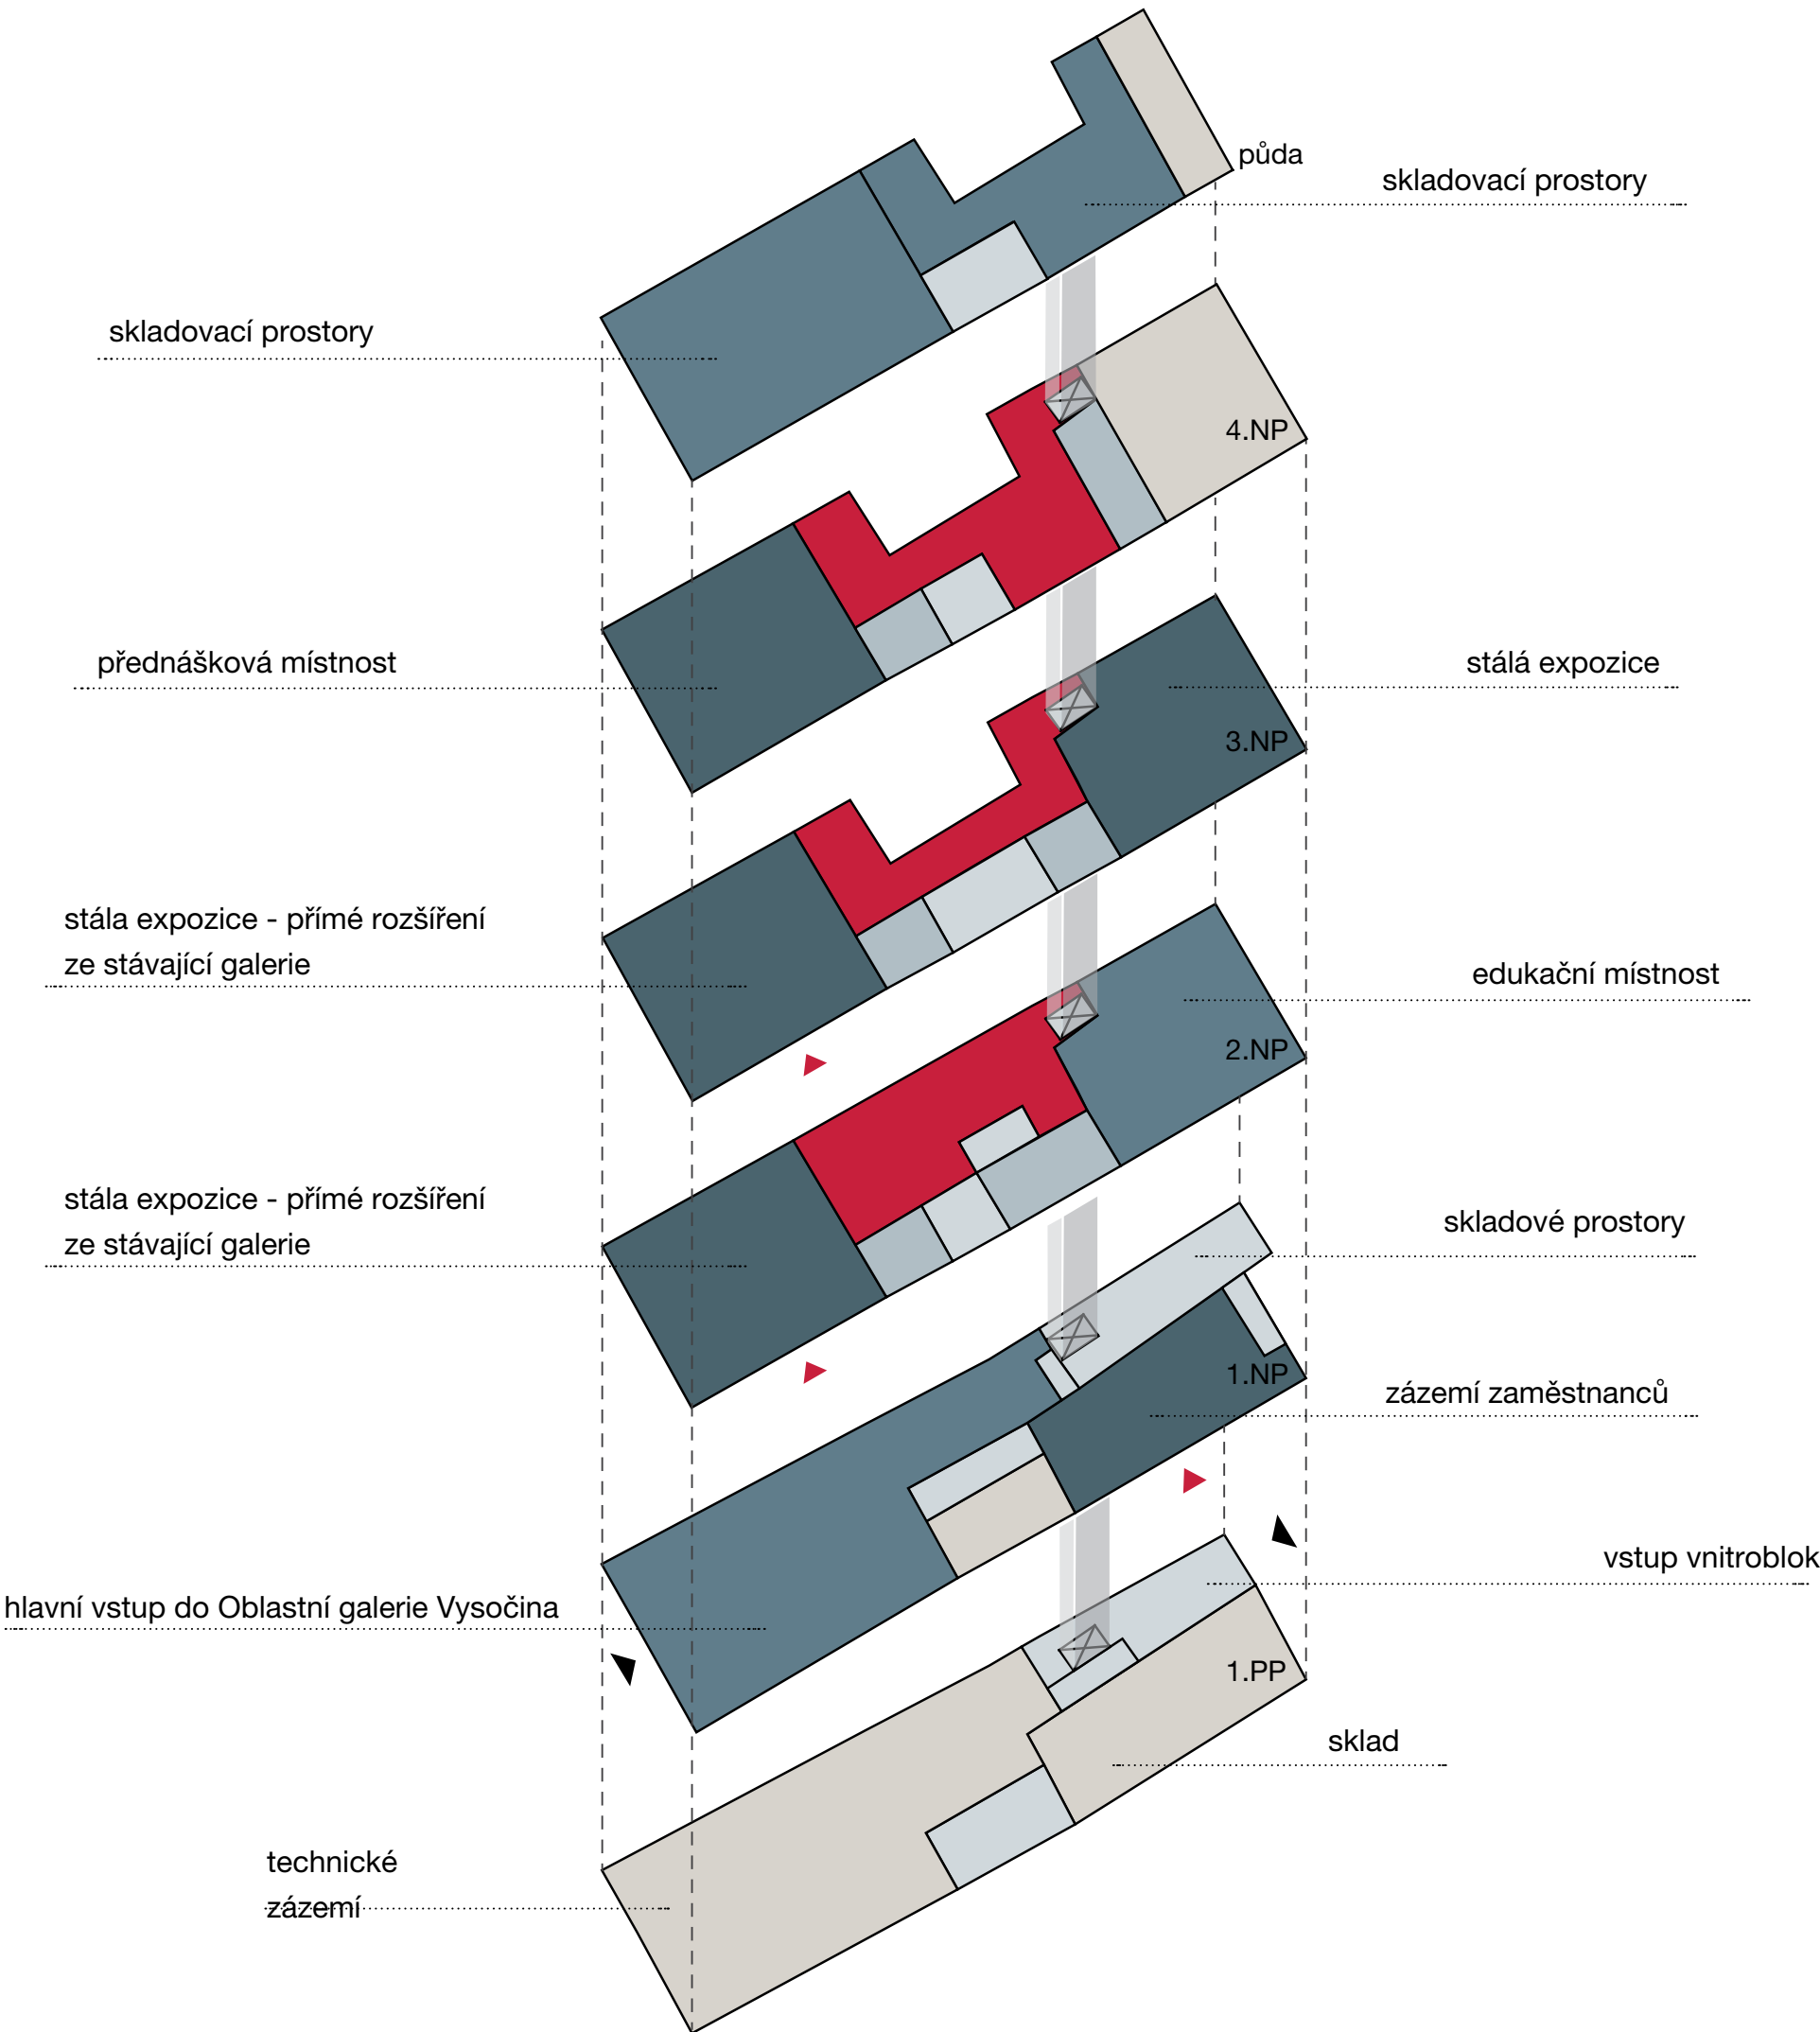 půda
skladovací prostory
skladovací prostory
4.NP
přednášková místnost
stálá expozice
3.NP
stála expozice - přímé rozšíření
ze stávající galerie
edukační místnost
2.NP
stála expozice - přímé rozšíření
ze stávající galerie
skladové prostory
1.NP
zázemí zaměstnanců
vstup vnitroblok
hlavní vstup do Oblastní galerie Vysočina
1.PP
sklad
technické
zázemí